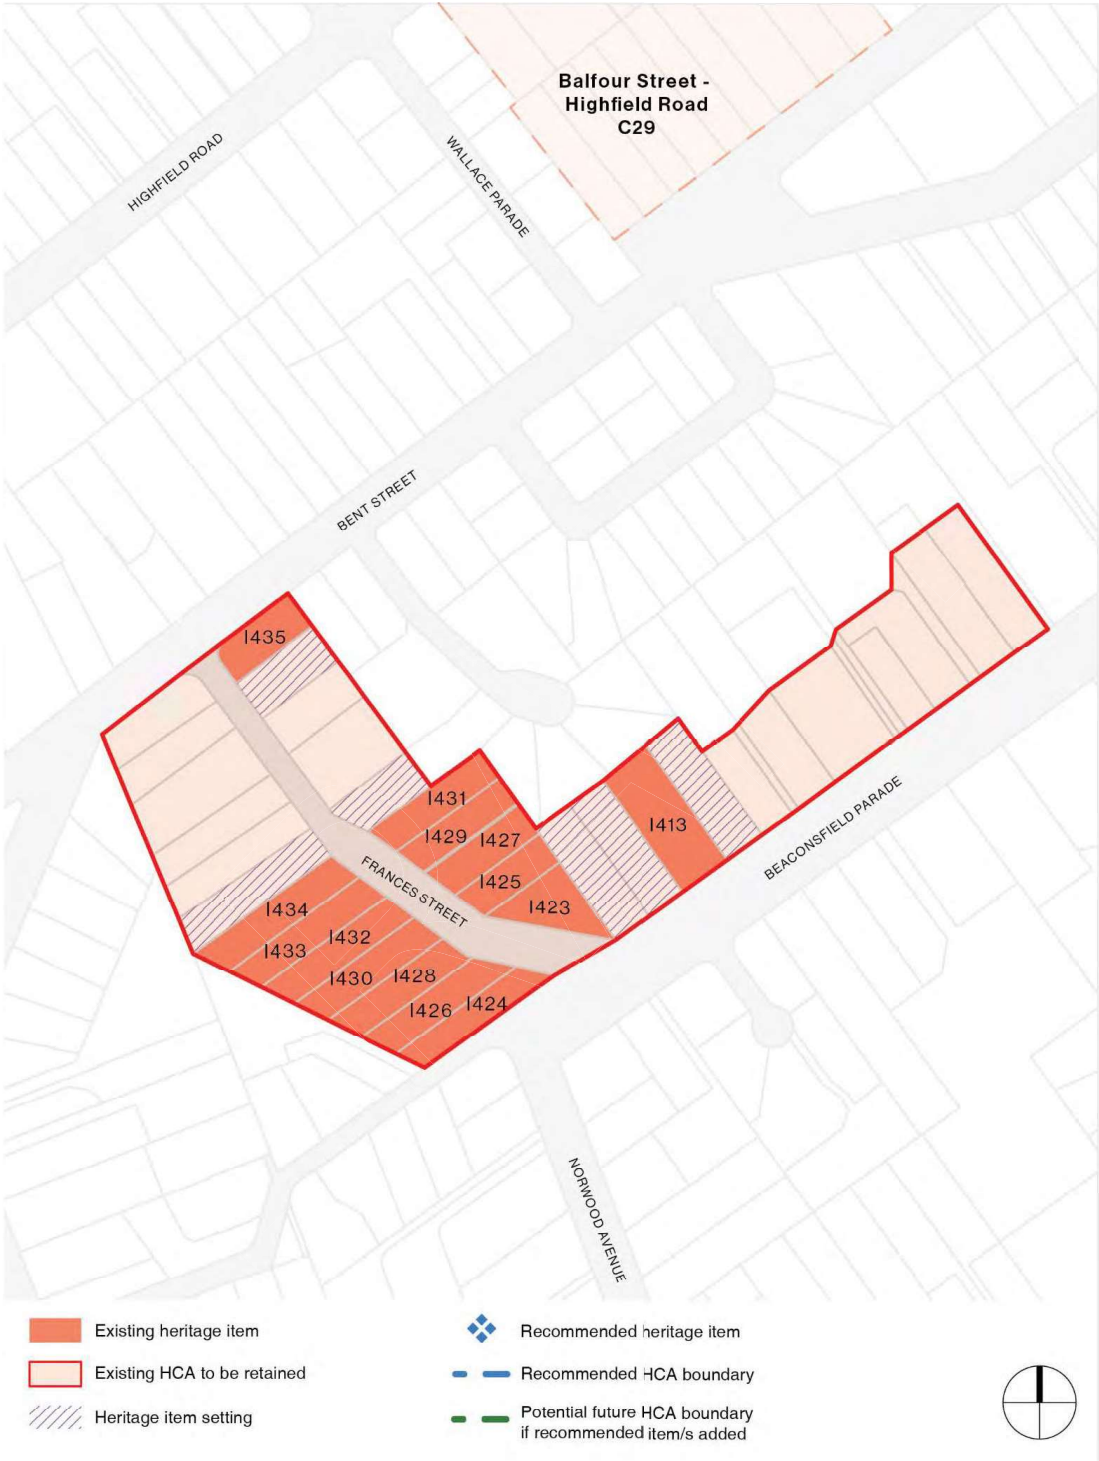 Balfour Street -
Highfield Road
C29
HIGHFIELD ROAD
WALLACE PARADE
BENT STREET
I435
I431
I429
I427
I425
I423
I413
FRANCES STREET
BEACONSFIELD PARADE
I434
I433
I432
I430
I428
I426
I424
NORWOOD AVENUE
Existing heritage item
Existing HCA to be retained
Heritage item setting
Recommended heritage item
Recommended HCA boundary
Potential future HCA boundary
if recommended item/s added